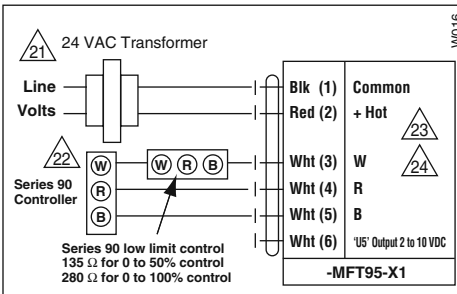 21
24 VAC Transformer
W016
Line
Volts
Blk (1) Common
Red (2) + Hot
23
22
W
R
B
Series 90
Controller
W R B
Wht (3) W
24
Wht (4) R
Wht (5) B
Wht (6) ‘U5’ Output 2 to 10 VDC
Series 90 low limit control
135 Ω for 0 to 50% control
280 Ω for 0 to 100% control
-MFT95-X1